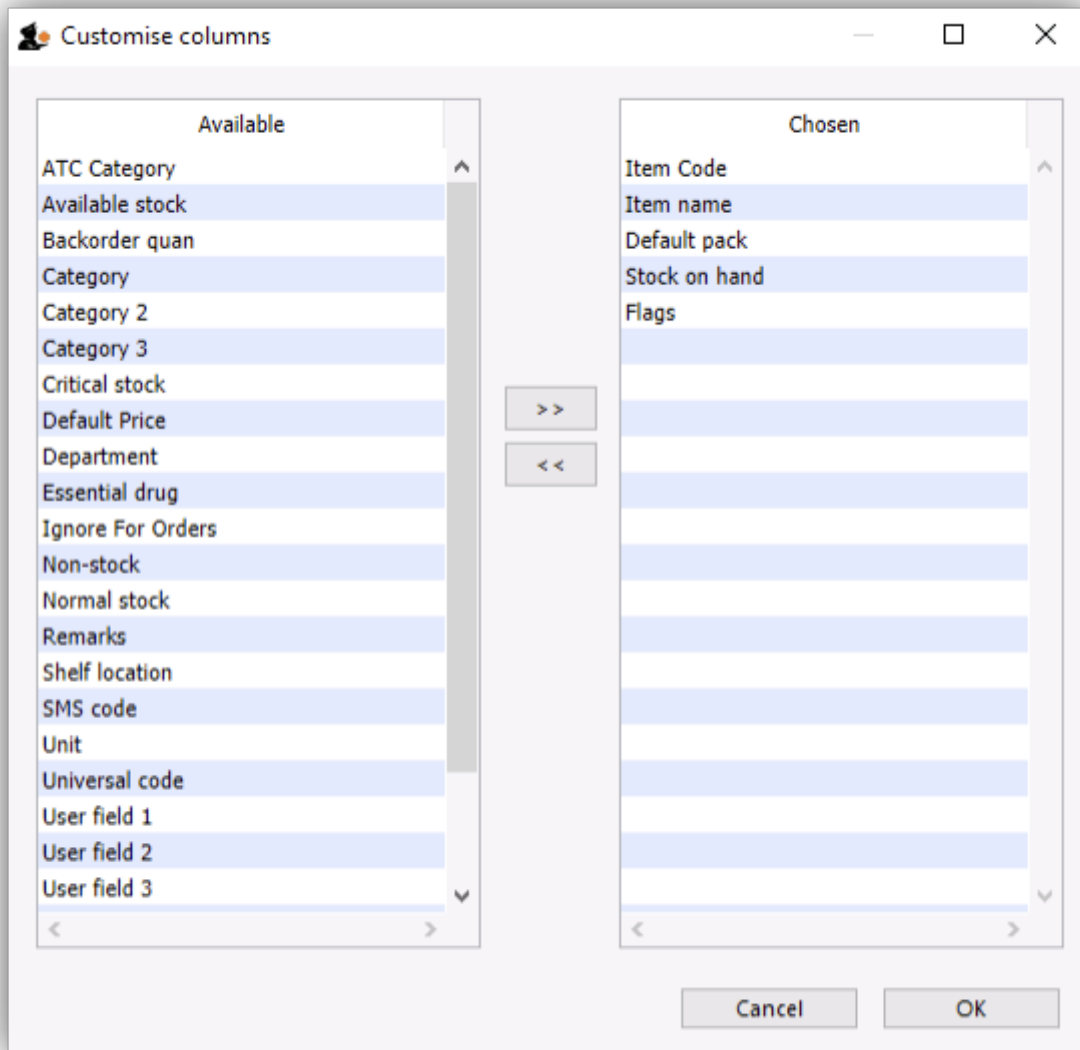 Customise columns
Available
ATC Category
Available stock
Backorder quan
Category
Category 2
Category 3
Critical stock
Default Price
Department
Essential drug
Ignore For Orders
Non-stock
Normal stock
Remarks
Shelf location
SMS code
Unit
Universal code
User field 1
User field 2
User field 3
>>
<<
Chosen
Item Code
Item name
Default pack
Stock on hand
Flags
Cancel
OK